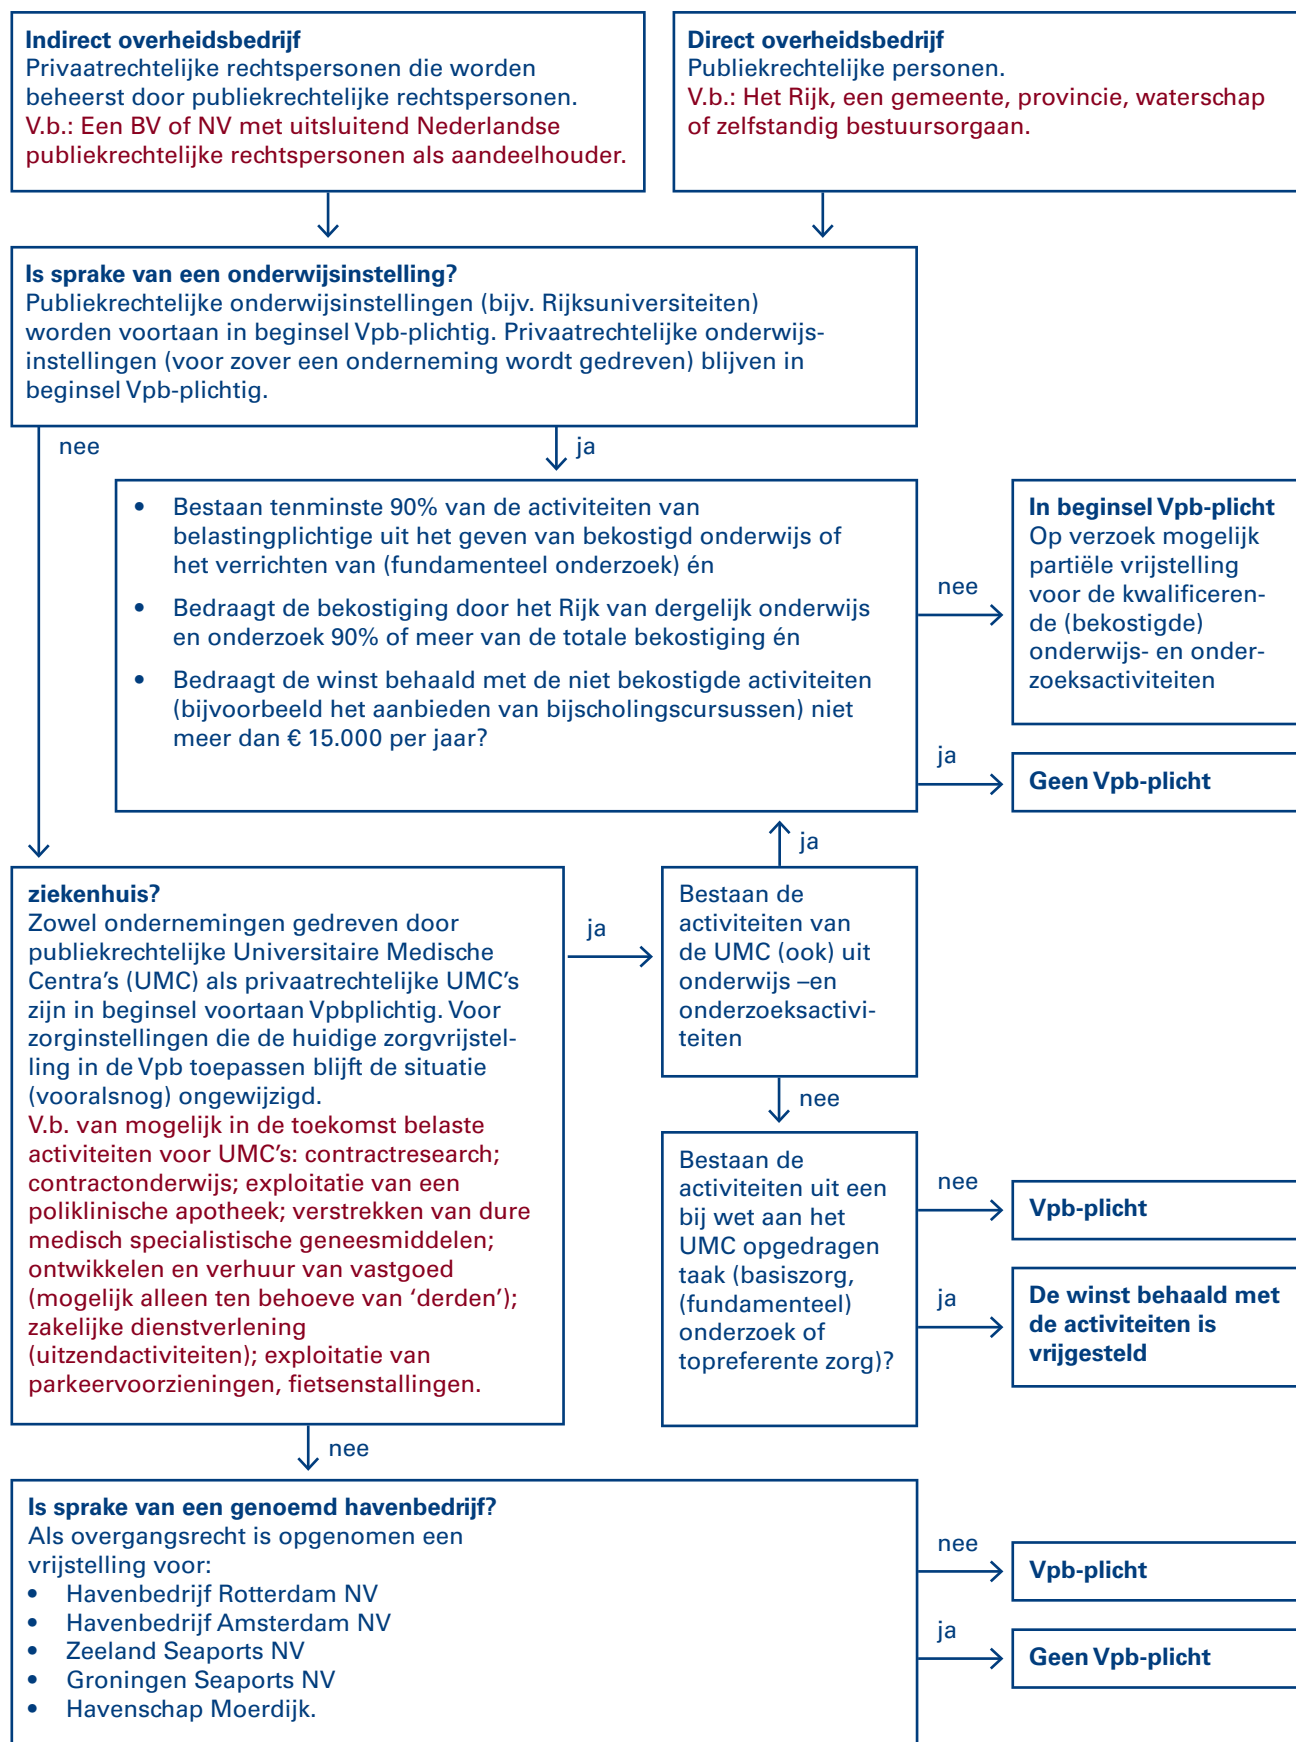 Indirect overheidsbedrijf
Privaatrechtelijke rechtspersonen die worden
beheerst door publiekrechtelijke rechtspersonen.
V.b.: Een BV of NV met uitsluitend Nederlandse
publiekrechtelijke rechtspersonen als aandeelhouder.
Direct overheidsbedrijf
Publiekrechtelijke personen.
V.b.: Het Rijk, een gemeente, provincie, waterschap
of zelfstandig bestuursorgaan.
Is sprake van een onderwijsinstelling?
Publiekrechtelijke onderwijsinstellingen (bijv. Rijksuniversiteiten)
worden voortaan in beginsel Vpb-plichtig. Privaatrechtelijke onderwijs-
instellingen (voor zover een onderneming wordt gedreven) blijven in
beginsel Vpb-plichtig.
nee
ja
• Bestaan tenminste 90% van de activiteiten van
belastingplichtige uit het geven van bekostigd onderwijs of
het verrichten van (fundamenteel onderzoek) én
• Bedraagt de bekostiging door het Rijk van dergelijk onderwijs
en onderzoek 90% of meer van de totale bekostiging én
• Bedraagt de winst behaald met de niet bekostigde activiteiten
(bijvoorbeeld het aanbieden van bijscholingscursussen) niet
meer dan € 15.000 per jaar?
nee
In beginsel Vpb-plicht
Op verzoek mogelijk
partiële vrijstelling
voor de kwalificeren-
de (bekostigde)
onderwijs- en onder-
zoeksactiviteiten
ja
Geen Vpb-plicht
ja
ziekenhuis?
Zowel ondernemingen gedreven door
publiekrechtelijke Universitaire Medische
Centra's (UMC) als privaatrechtelijke UMC's
zijn in beginsel voortaan Vpbplichtig. Voor
zorginstellingen die de huidige zorgvrijstel-
ling in de Vpb toepassen blijft de situatie
(vooralsnog) ongewijzigd.
V.b. van mogelijk in de toekomst belaste
activiteiten voor UMC's: contractresearch;
contractonderwijs; exploitatie van een
poliklinische apotheek; verstrekken van dure
medisch specialistische geneesmiddelen;
ontwikkelen en verhuur van vastgoed
(mogelijk alleen ten behoeve van 'derden');
zakelijke dienstverlening
(uitzendactiviteiten); exploitatie van
parkeervoorzieningen, fietsenstallingen.
ja
Bestaan de
activiteiten van
de UMC (ook) uit
onderwijs –en
onderzoeksactivi-
teiten
nee
Bestaan de
activiteiten uit een
bij wet aan het
UMC opgedragen
taak (basiszorg,
(fundamenteel)
onderzoek of
topreferente zorg)?
nee
Vpb-plicht
ja
De winst behaald met
de activiteiten is
vrijgesteld
nee
Is sprake van een genoemd havenbedrijf?
Als overgangsrecht is opgenomen een
vrijstelling voor:
• Havenbedrijf Rotterdam NV
• Havenbedrijf Amsterdam NV
• Zeeland Seaports NV
• Groningen Seaports NV
• Havenschap Moerdijk.
nee
Vpb-plicht
ja
Geen Vpb-plicht